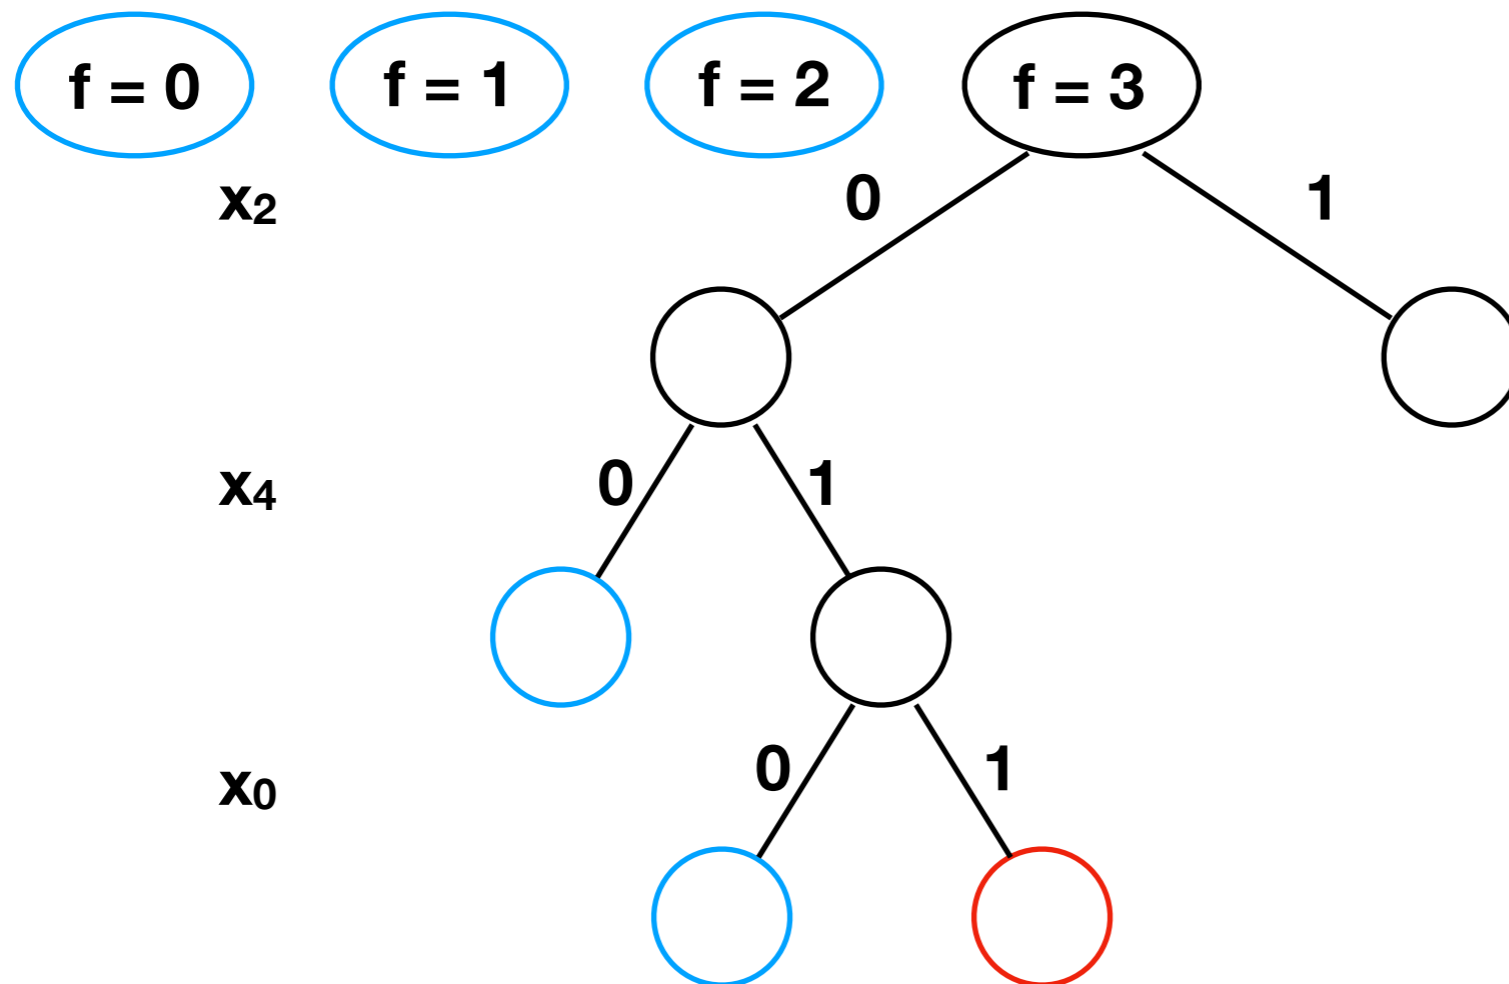 f = 0 f = 1 f = 2 f = 3
x₂ 0 1
x₄ 0 1
x₀ 0 1